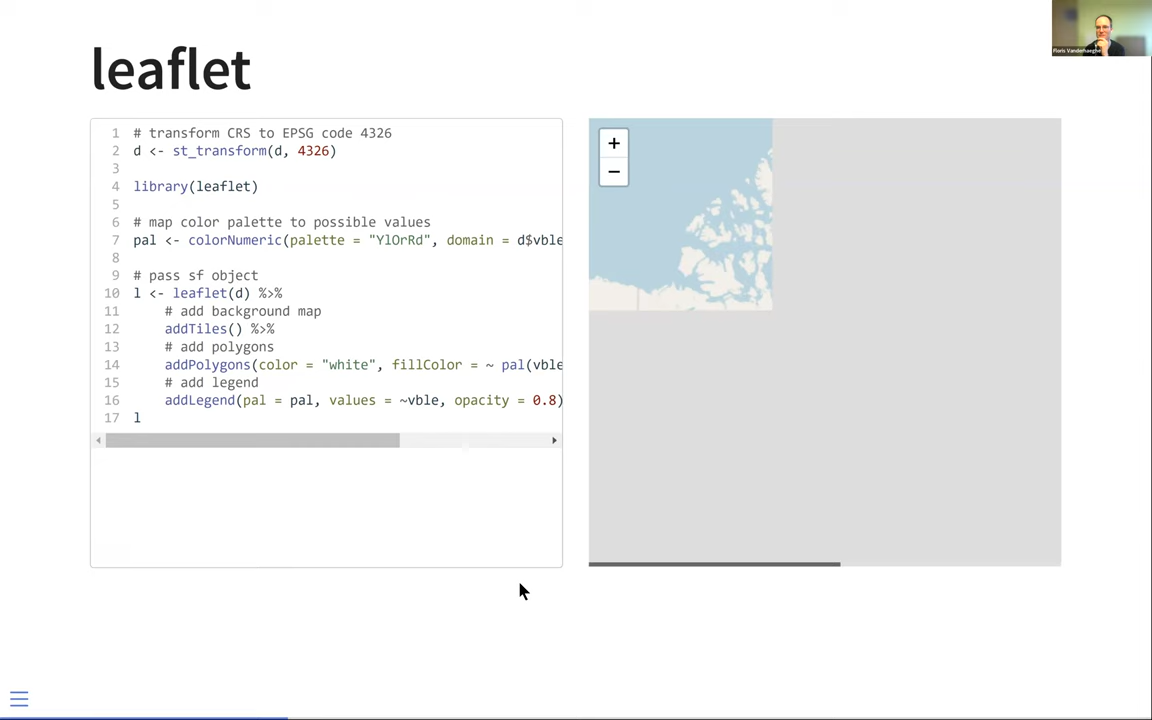 leaflet
Floris Vanderhaeghe
1 # transform CRS to EPSG code 4326
2 d <- st_transform(d, 4326)
3
4 library(leaflet)
5
6 # map color palette to possible values
7 pal <- colorNumeric(palette = "YlOrRd", domain = d$vble
8
9 # pass sf object
10 l <- leaflet(d) %>%
11 # add background map
12 addTiles() %>%
13 # add polygons
14 addPolygons(color = "white", fillColor = ~ pal(vble
15 # add legend
16 addLegend(pal = pal, values = ~vble, opacity = 0.8)
17 l
+
−